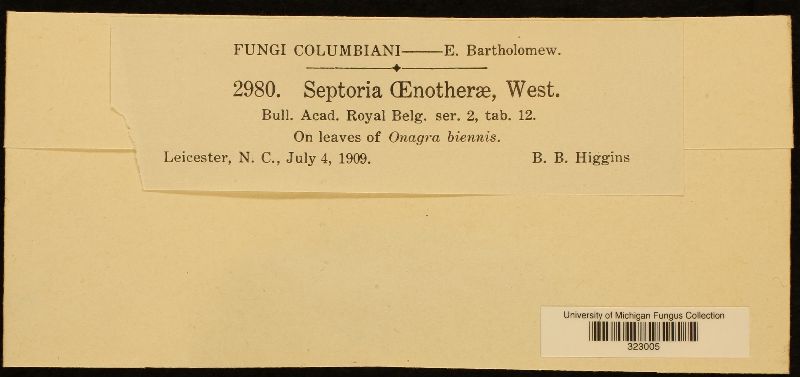 FUNGI COLUMBIANI——E. Bartholomew.
2980. Septoria Œnotheræ, West.
Bull. Acad. Royal Belg. ser. 2, tab. 12.
On leaves of Onagra biennis.
Leicester, N. C., July 4, 1909. B. B. Higgins
University of Michigan Fungus Collection
323005